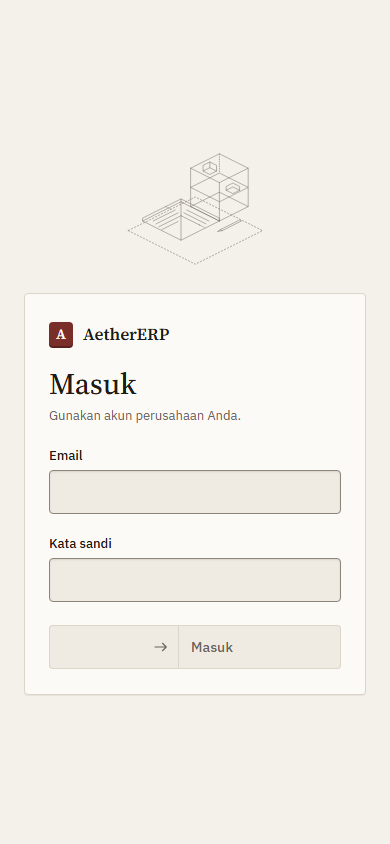 A AetherERP
Masuk
Gunakan akun perusahaan Anda.
Email
Kata sandi
→ Masuk